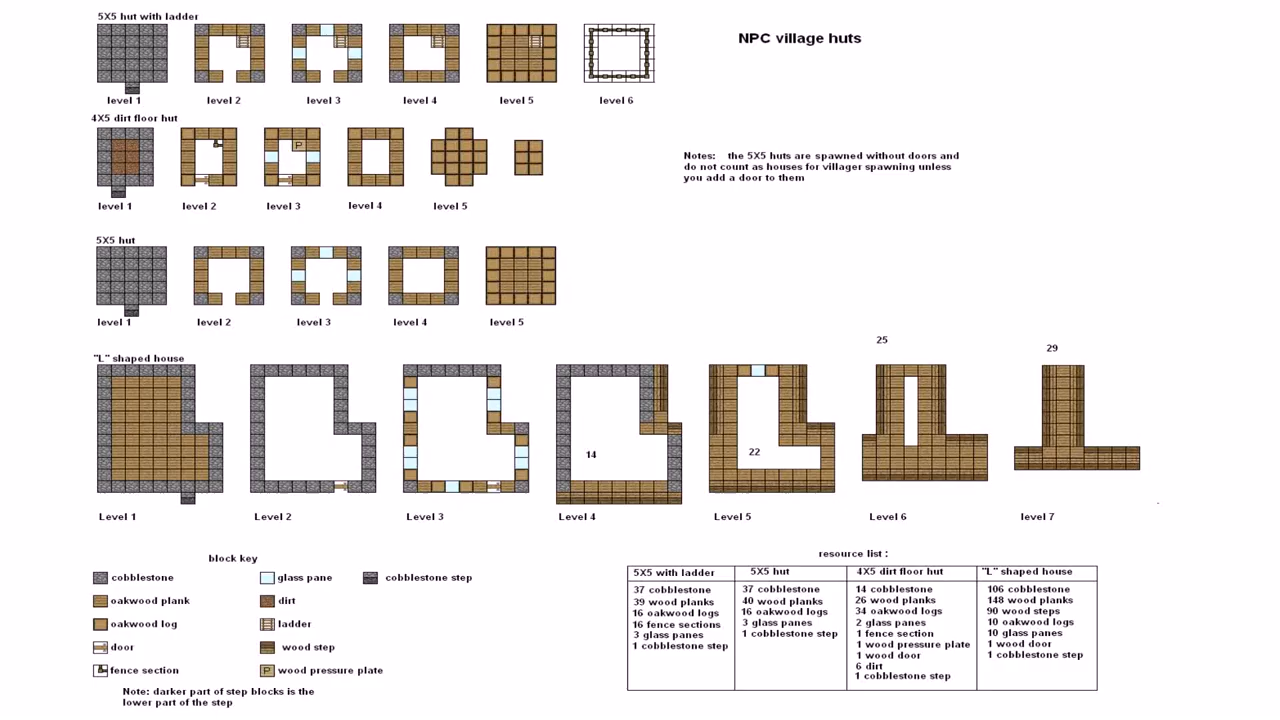 5X5 hut with ladder
NPC village huts
level 1
level 2
level 3
level 4
level 5
level 6
4X5 dirt floor hut
P
Notes: the 5X5 huts are spawned without doors and
do not count as houses for villager spawning unless
you add a door to them
level 1
level 2
level 3
level 4
level 5
5X5 hut
level 1
level 2
level 3
level 4
level 5
25
29
"L" shaped house
14
22
Level 1
Level 2
Level 3
Level 4
Level 5
Level 6
level 7
block key
cobblestone
glass pane
cobblestone step
oakwood plank
dirt
oakwood log
ladder
door
wood step
fence section
P
wood pressure plate
Note: darker part of step blocks is the
lower part of the step
resource list :
5X5 with ladder
37 cobblestone
39 wood planks
16 oakwood logs
16 fence sections
3 glass panes
1 cobblestone step
5X5 hut
37 cobblestone
40 wood planks
16 oakwood logs
3 glass panes
1 cobblestone step
4X5 dirt floor hut
14 cobblestone
26 wood planks
34 oakwood logs
2 glass panes
1 fence section
1 wood pressure plate
1 wood door
6 dirt
1 cobblestone step
"L" shaped house
106 cobblestone
148 wood planks
90 wood steps
10 oakwood logs
10 glass panes
1 wood door
1 cobblestone step